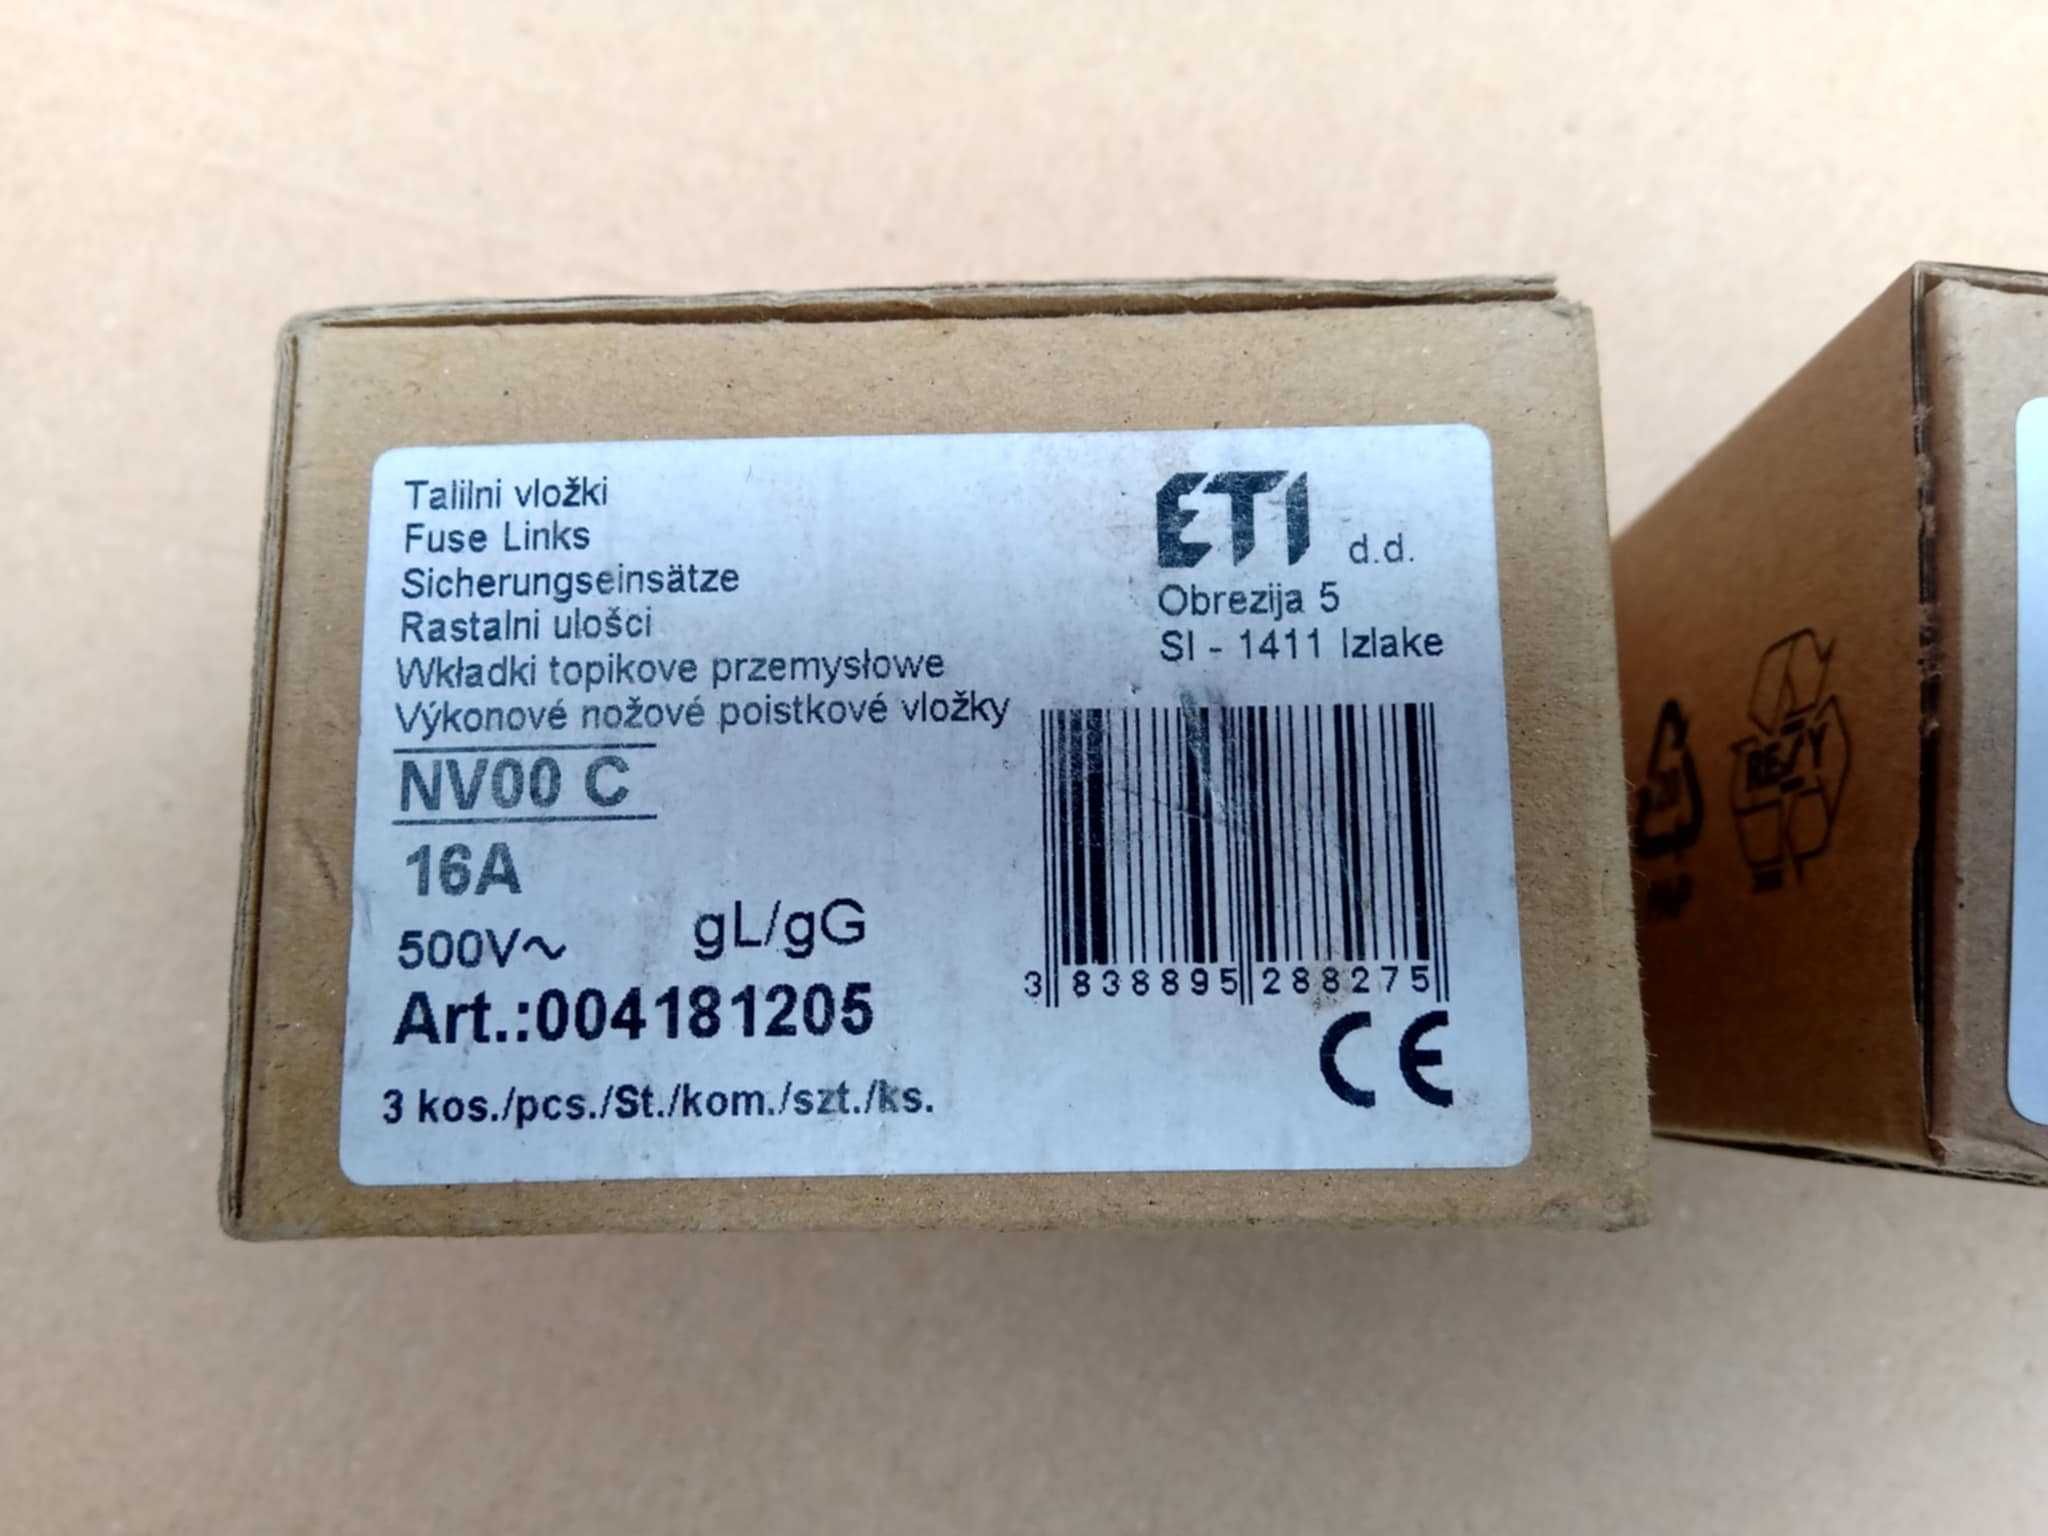 Talilni vložki
Fuse Links
Sicherungseinsätze
Rastalni ulošci
Wkładki topikove przemysłowe
Výkonové nožové poistkové vložky
NV00 C
16A
500V~
gL/gG
Art.:004181205
3 kos./pcs./St./kom./szt./ks.
ETI d.d.
Obrezija 5
SI - 1411 Izlake
3 838895 288275
CE
RESY